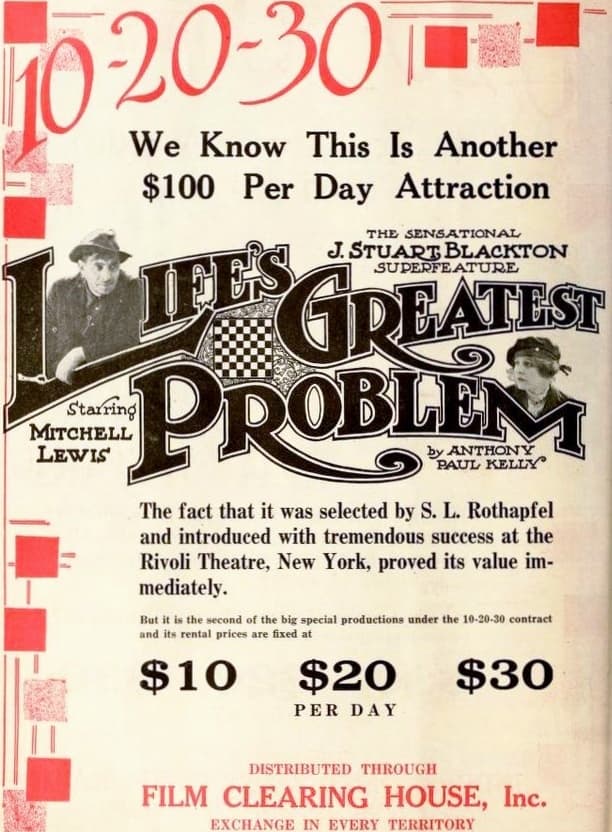 10-20-30
We Know This Is Another
$100 Per Day Attraction
THE SENSATIONAL
J. STUART BLACKTON
SUPERFEATURE
LIFE'S
GREATEST
PROBLEM
Starring
MITCHELL
LEWIS
by ANTHONY
PAUL KELLY
The fact that it was selected by S. L. Rothapfel
and introduced with tremendous success at the
Rivoli Theatre, New York, proved its value im-
mediately.
But it is the second of the big special productions under the 10-20-30 contract
and its rental prices are fixed at
$10 $20 $30
PER DAY
DISTRIBUTED THROUGH
FILM CLEARING HOUSE, Inc.
EXCHANGE IN EVERY TERRITORY